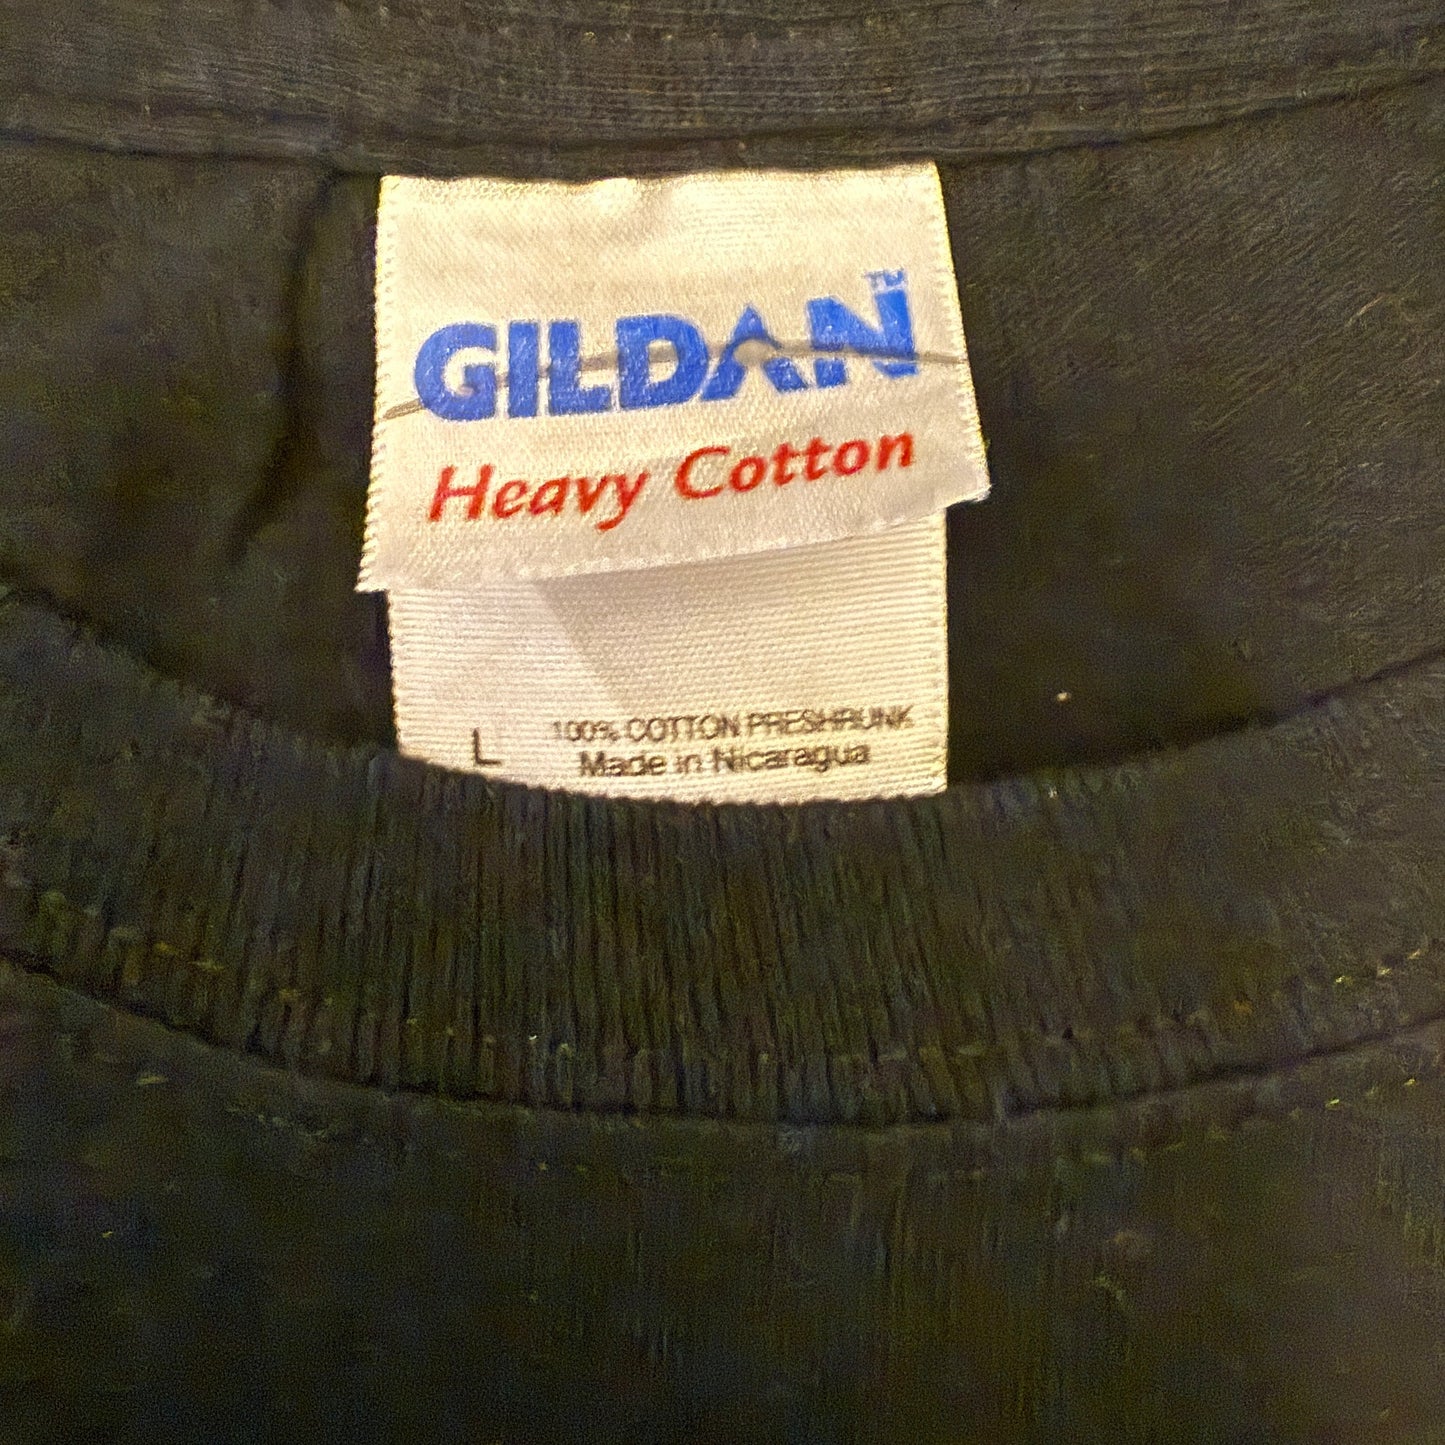 GILDAN™
Heavy Cotton
L 100% COTTON PRESHRUNK
Made in Nicaragua